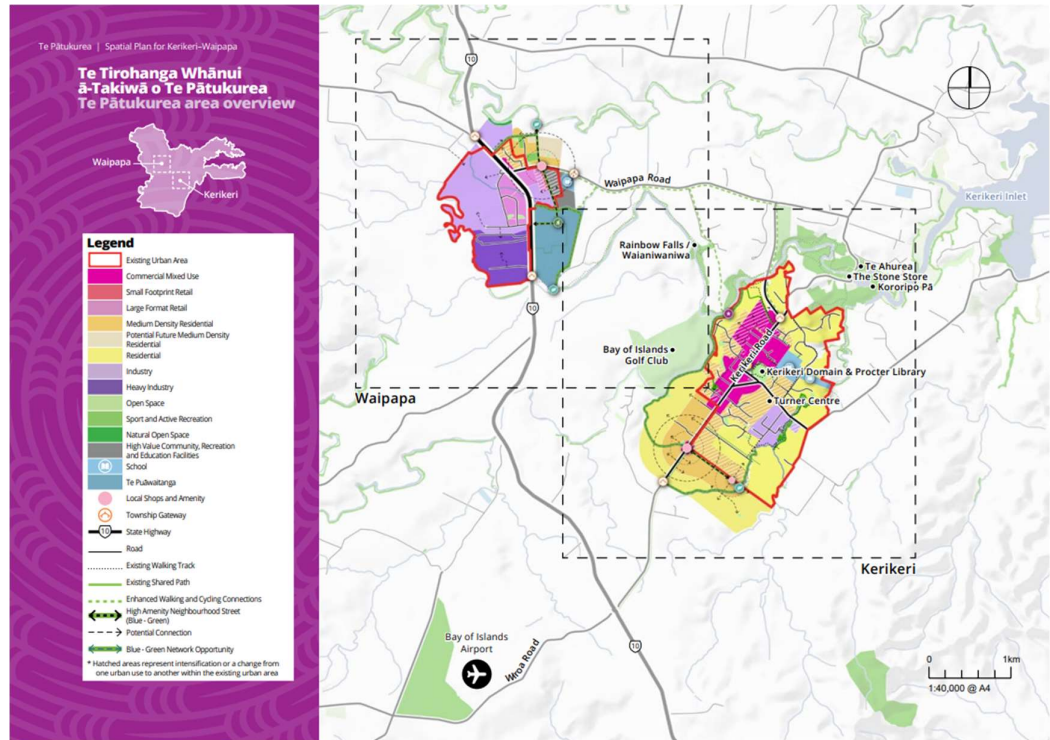 Te Pātukurea | Spatial Plan for Kerikeri–Waipapa
Te Tirohanga Whānui
ā-Takiwā o Te Pātukurea
Te Pātukurea area overview
Waipapa
Kerikeri
Legend
Existing Urban Area
Commercial Mixed Use
Small Footprint Retail
Large Format Retail
Medium Density Residential
Potential Future Medium Density
Residential
Residential
Industry
Heavy Industry
Open Space
Sport and Active Recreation
Natural Open Space
High Value Community, Recreation
and Education Facilities
School
Te Puāwaitanga
Local Shops and Amenity
Township Gateway
10
State Highway
Road
Existing Walking Track
Existing Shared Path
Enhanced Walking and Cycling Connections
High Amenity Neighbourhood Street
(Blue - Green)
Potential Connection
Blue - Green Network Opportunity
* Hatched areas represent intensification or a change from
one urban use to another within the existing urban area
10
Waipapa Road
Kerikeri Inlet
Rainbow Falls /
Waianiwaniwa
Te Ahurea
The Stone Store
Kororipo Pā
10
Bay of Islands
Golf Club
Kerikeri Road
Kerikeri Domain & Procter Library
Turner Centre
Waipapa
Kerikeri
Bay of Islands
Airport
Wiroa Road
10
0 1km
1:40,000 @ A4